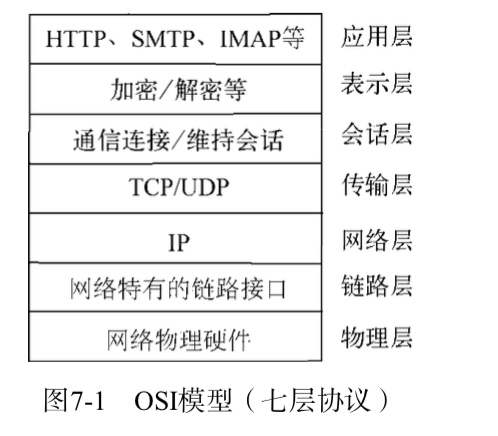 HTTP、SMTP、IMAP等 应用层
加密/解密等 表示层
通信连接/维持会话 会话层
TCP/UDP 传输层
IP 网络层
网络特有的链路接口 链路层
网络物理硬件 物理层
图7-1 OSI模型（七层协议）